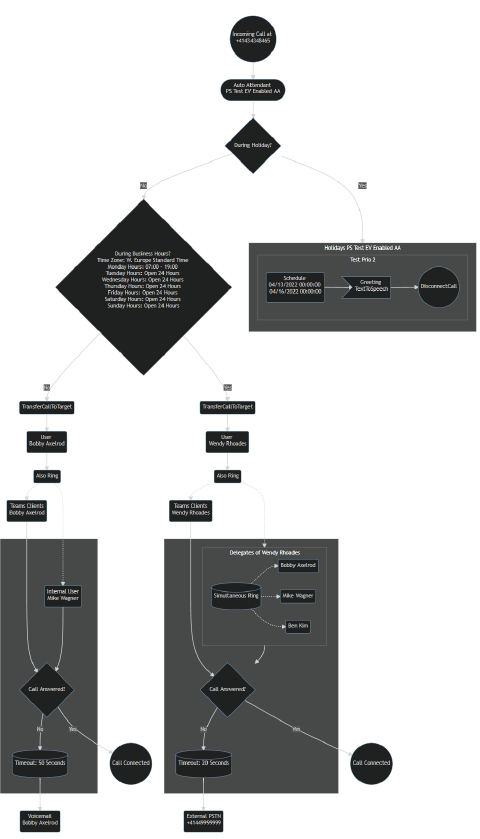 Incoming Call at
+41434348465
Auto Attendant
PS Test EV Enabled AA
During Holiday?
No
Yes
Holidays PS Test EV Enabled AA
Test Prio 2
Schedule
04/13/2022 00:00:00
04/16/2022 00:00:00
Greeting
TextToSpeech
DisconnectCall
During Business Hours?
Time Zone: W. Europe Standard Time
Monday Hours: 07:00 - 19:00
Tuesday Hours: Open 24 Hours
Wednesday Hours: Open 24 Hours
Thursday Hours: Open 24 Hours
Friday Hours: Open 24 Hours
Saturday Hours: Open 24 Hours
Sunday Hours: Open 24 Hours
No
Yes
TransferCallToTarget
TransferCallToTarget
User
Bobby Axelrod
User
Wendy Rhoades
Also Ring
Also Ring
Teams Clients
Bobby Axelrod
Teams Clients
Wendy Rhoades
Delegates of Wendy Rhoades
Bobby Axelrod
Internal User
Mike Wagner
Simultaneous Ring
Mike Wagner
Ben Kim
Call Answered?
Call Answered?
No
Yes
No
Yes
Timeout: 50 Seconds
Call Connected
Timeout: 20 Seconds
Call Connected
Voicemail
Bobby Axelrod
External PSTN
+41449999999